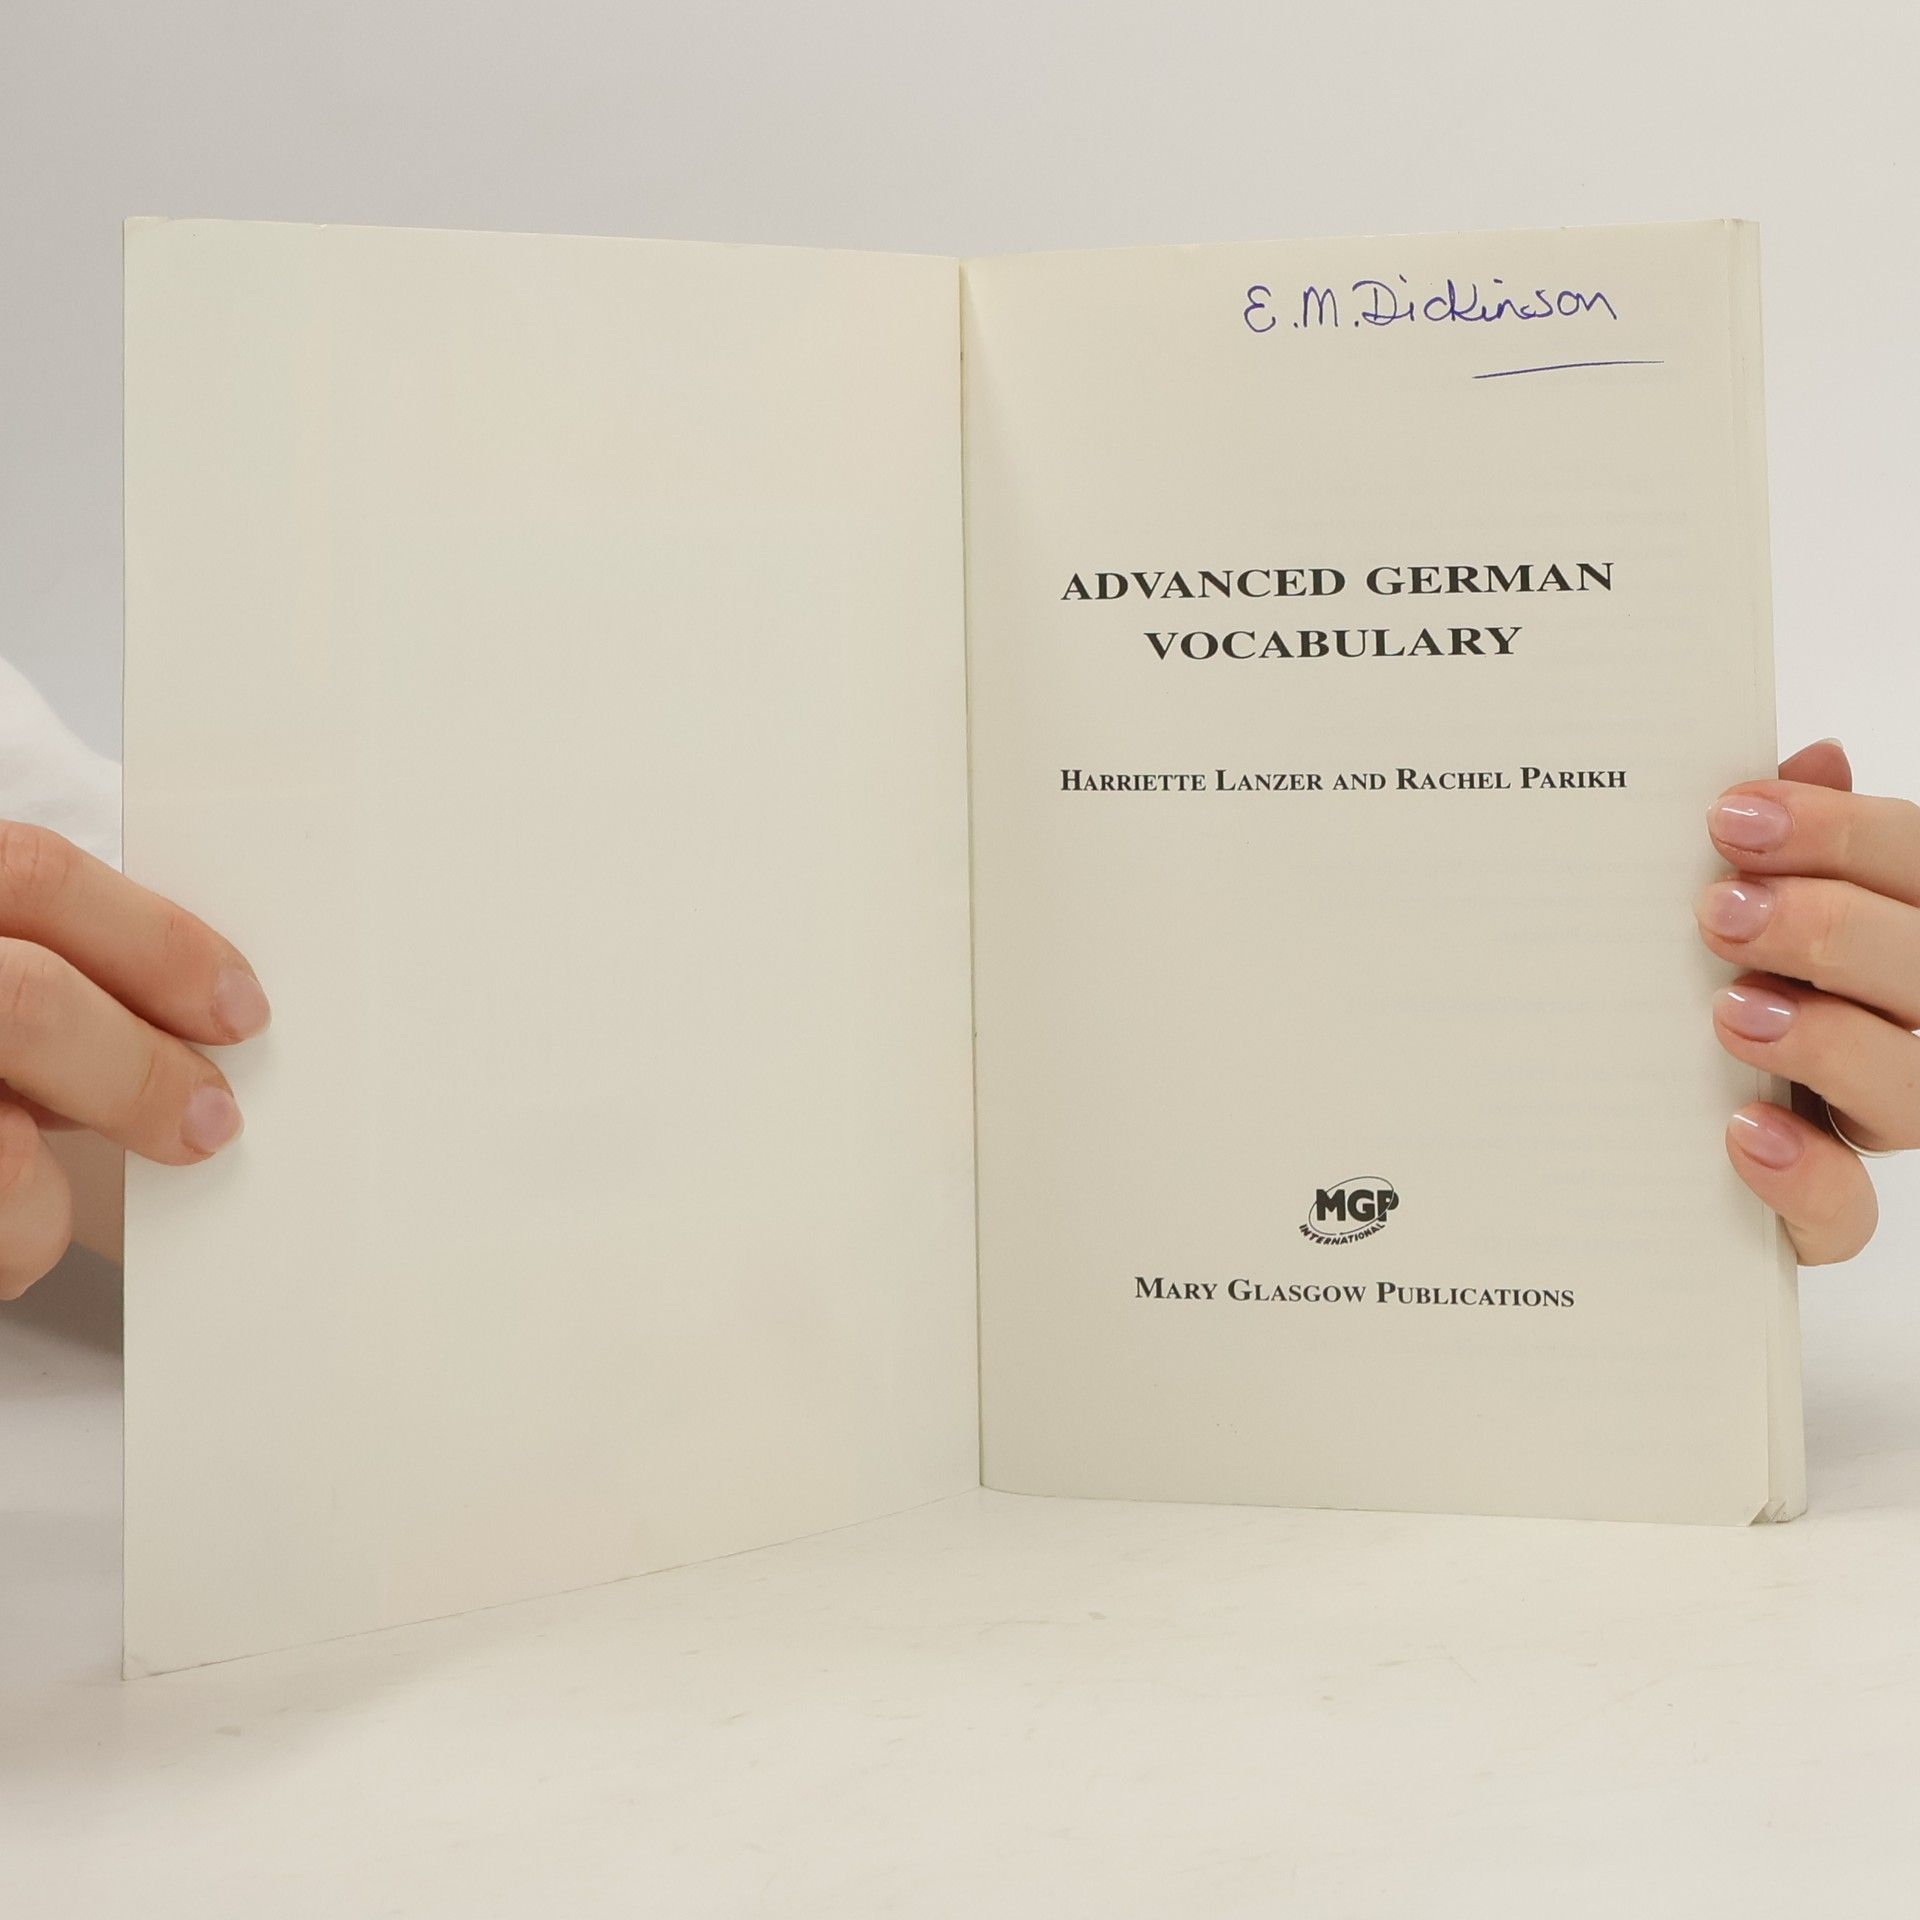 E.M.Dickinson
ADVANCED GERMAN
VOCABULARY
HARRIETTE LANZER AND RACHEL PARIKH
MGP
INTERNATIONAL
MARY GLASGOW PUBLICATIONS